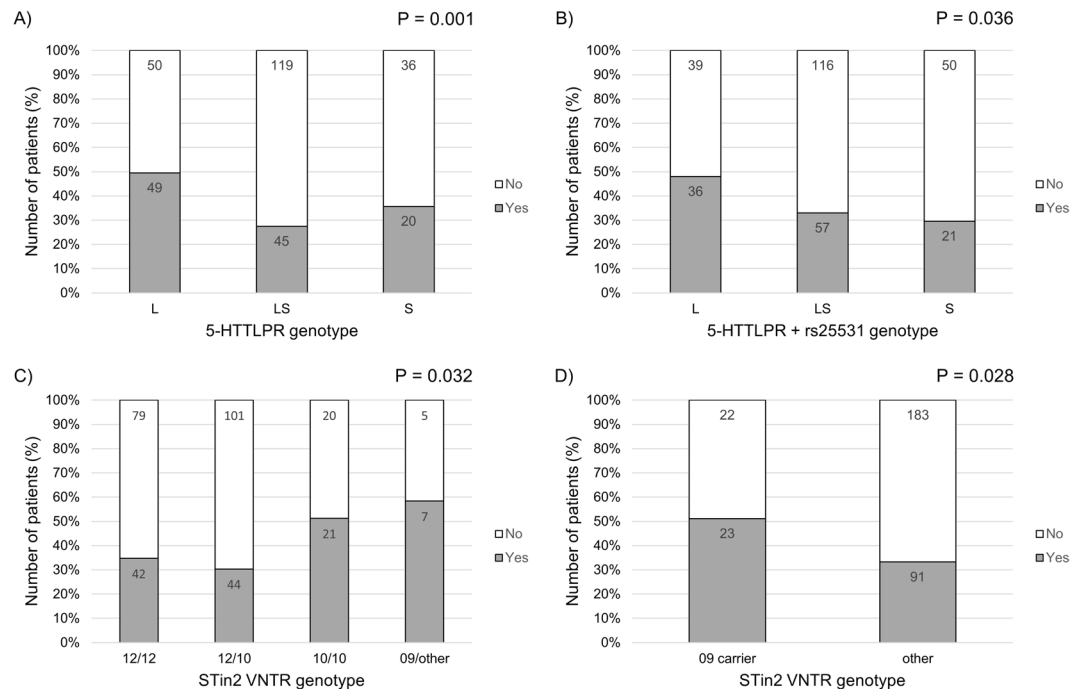 A)
P = 0.001
100%
90%
80%
70%
60%
50%
40%
30%
20%
10%
0%
Number of patients (%)
50
119
36
49
45
20
L
LS
S
5-HTTLPR genotype
No
Yes
B)
P = 0.036
100%
90%
80%
70%
60%
50%
40%
30%
20%
10%
0%
Number of patients (%)
39
116
50
36
57
21
L
LS
S
5-HTTLPR + rs25531 genotype
No
Yes
C)
P = 0.032
100%
90%
80%
70%
60%
50%
40%
30%
20%
10%
0%
Number of patients (%)
79
101
20
5
42
44
21
7
12/12
12/10
10/10
09/other
STin2 VNTR genotype
No
Yes
D)
P = 0.028
100%
90%
80%
70%
60%
50%
40%
30%
20%
10%
0%
Number of patients (%)
22
183
23
91
09 carrier
other
STin2 VNTR genotype
No
Yes